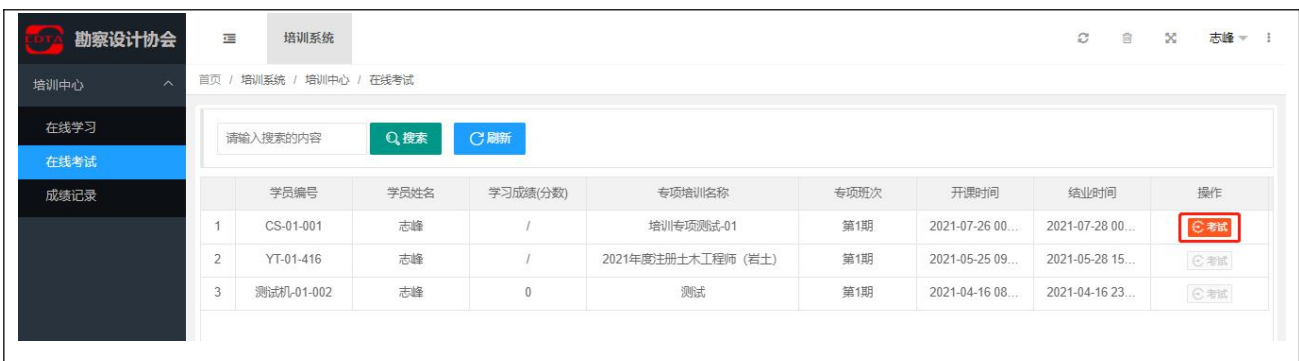 CDTA 勘察设计协会 培训系统 志峰
培训中心 首页 / 培训系统 / 培训中心 / 在线考试
在线学习
在线考试
成绩记录
请输入搜索的内容 搜索 刷新
学员编号 学员姓名 学习成绩(分数) 专项培训名称 专项班次 开课时间 结业时间 操作
1 CS-01-001 志峰 / 培训专项测试-01 第1期 2021-07-26 00... 2021-07-28 00... 考试
2 YT-01-416 志峰 / 2021年度注册土木工程师（岩土） 第1期 2021-05-25 09... 2021-05-28 15... 考试
3 测试机-01-002 志峰 0 测试 第1期 2021-04-16 08... 2021-04-16 23... 考试